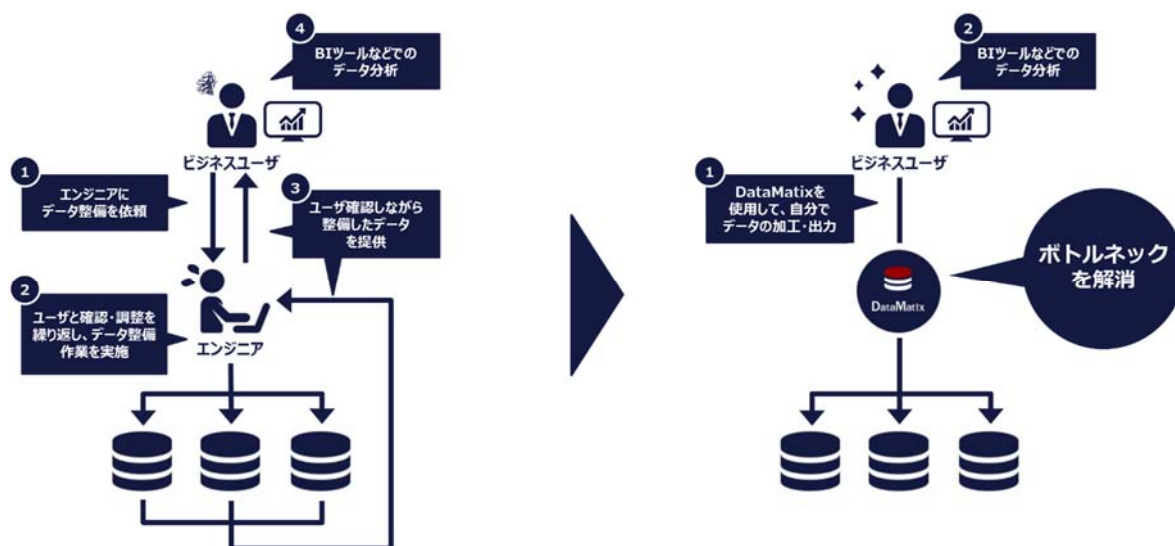 4
BIツールなどでの
データ分析
ビジネスユーザ
1
エンジニアに
データ整備を依頼
3
ユーザ確認しながら
整備したデータ
を提供
2
ユーザと確認・調整を
繰り返し、データ整備
作業を実施
エンジニア
2
BIツールなどでの
データ分析
ビジネスユーザ
1
DataMatixを
使用して、自分で
データの加工・出力
DataMatix
ボトルネック
を解消